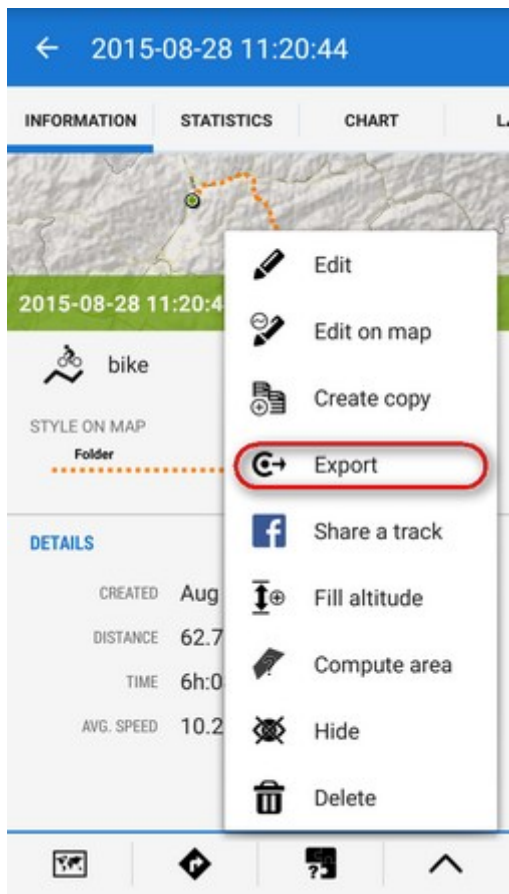 2015-08-28 11:20:44
INFORMATION STATISTICS CHART
2015-08-28 11:20:4
Edit
Edit on map
bike
Create copy
STYLE ON MAP
Folder
Export
Share a track
DETAILS
CREATED Aug
Fill altitude
DISTANCE 62.7
Compute area
TIME 6h:0
AVG. SPEED 10.2
Hide
Delete